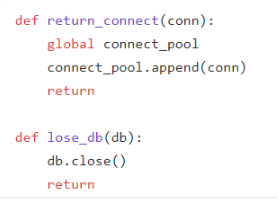 def return_connect(conn):
    global connect_pool
    connect_pool.append(conn)
    return

def lose_db(db):
    db.close()
    return